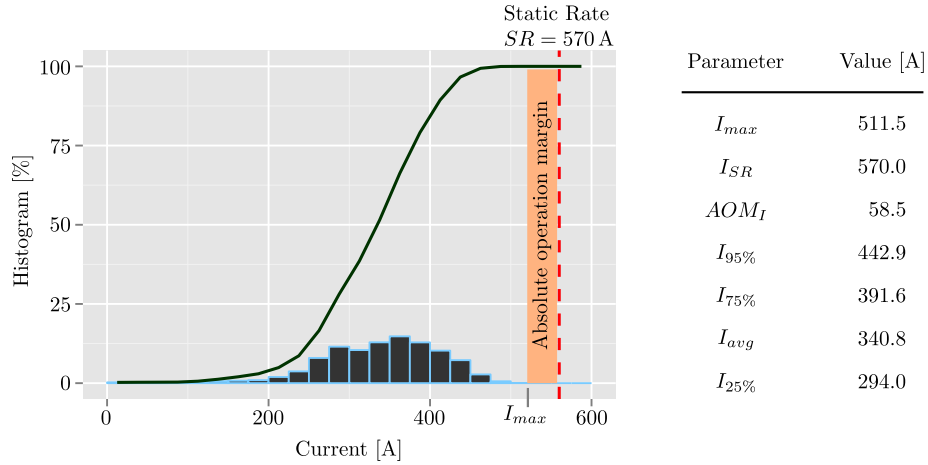 Static Rate
SR = 570 A
100
75
50
25
0
Histogram [%]
Absolute operation margin
0 200 400 600
I_max
Current [A]
Parameter Value [A]
I_max 511.5
I_SR 570.0
AOM_I 58.5
I_95% 442.9
I_75% 391.6
I_avg 340.8
I_25% 294.0